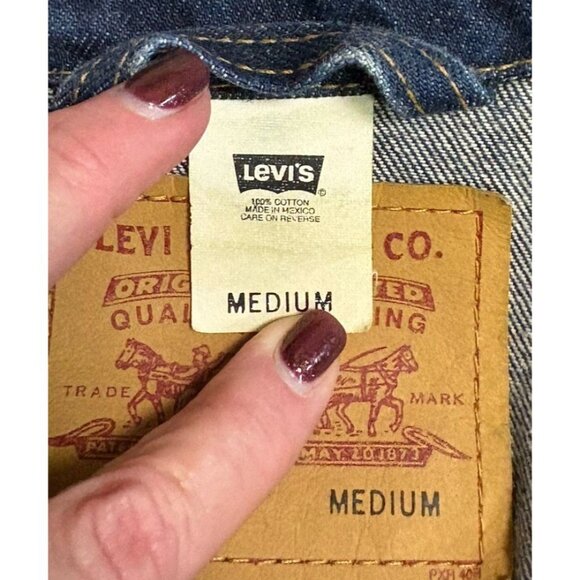 LEVI'S
©
100% COTTON
MADE IN MEXICO
CARE ON REVERSE
MEDIUM
LEVI CO.
QUAL ING
TRADE MARK
MAY 20 1873
MEDIUM